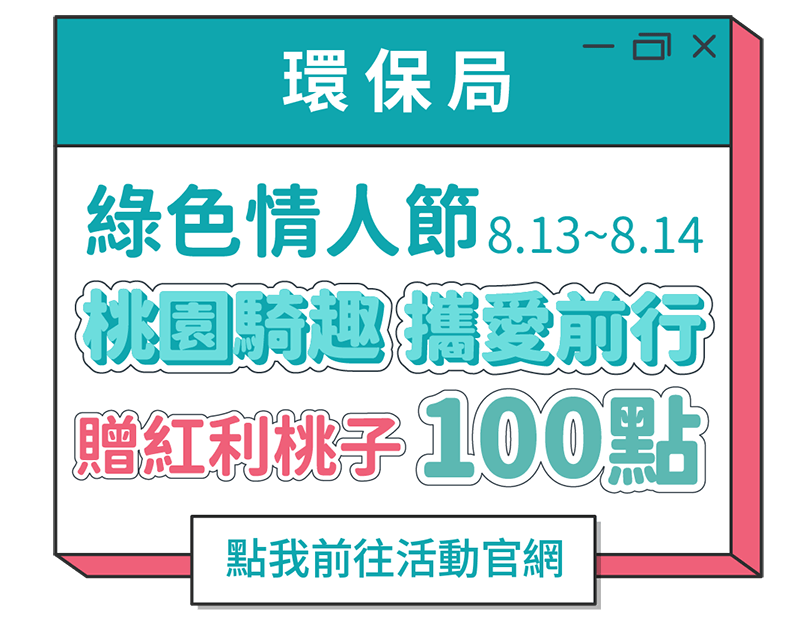 環保局
綠色情人節 8.13~8.14
桃園騎趣 攜愛前行
贈紅利桃子 100點
點我前往活動官網